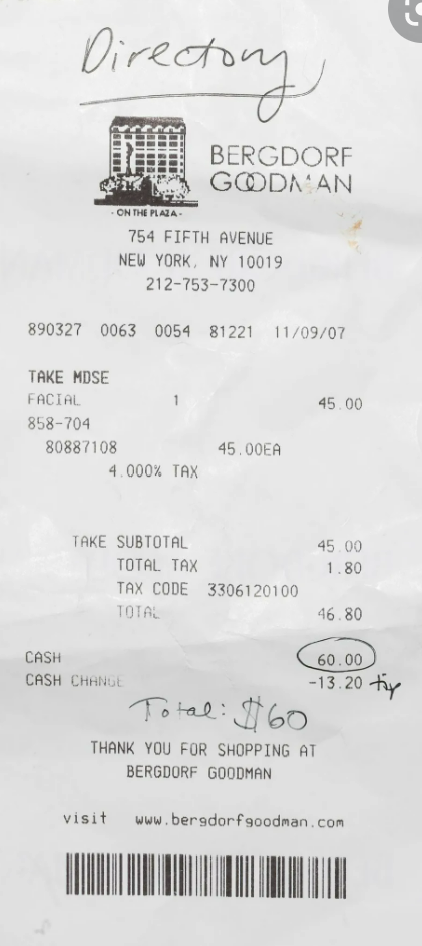 Directory
BERGDORF
GOODMAN
- ON THE PLAZA -
754 FIFTH AVENUE
NEW YORK, NY 10019
212-753-7300
890327 0063 0054 81221 11/09/07
TAKE MDSE
FACIAL 1 45.00
858-704
80887108 45.00EA
4.000% TAX
TAKE SUBTOTAL 45.00
TOTAL TAX 1.80
TAX CODE 3306120100
TOTAL 46.80
CASH 60.00
CASH CHANGE -13.20 tip
Total: $60
THANK YOU FOR SHOPPING AT
BERGDORF GOODMAN
visit www.bergdorfgoodman.com